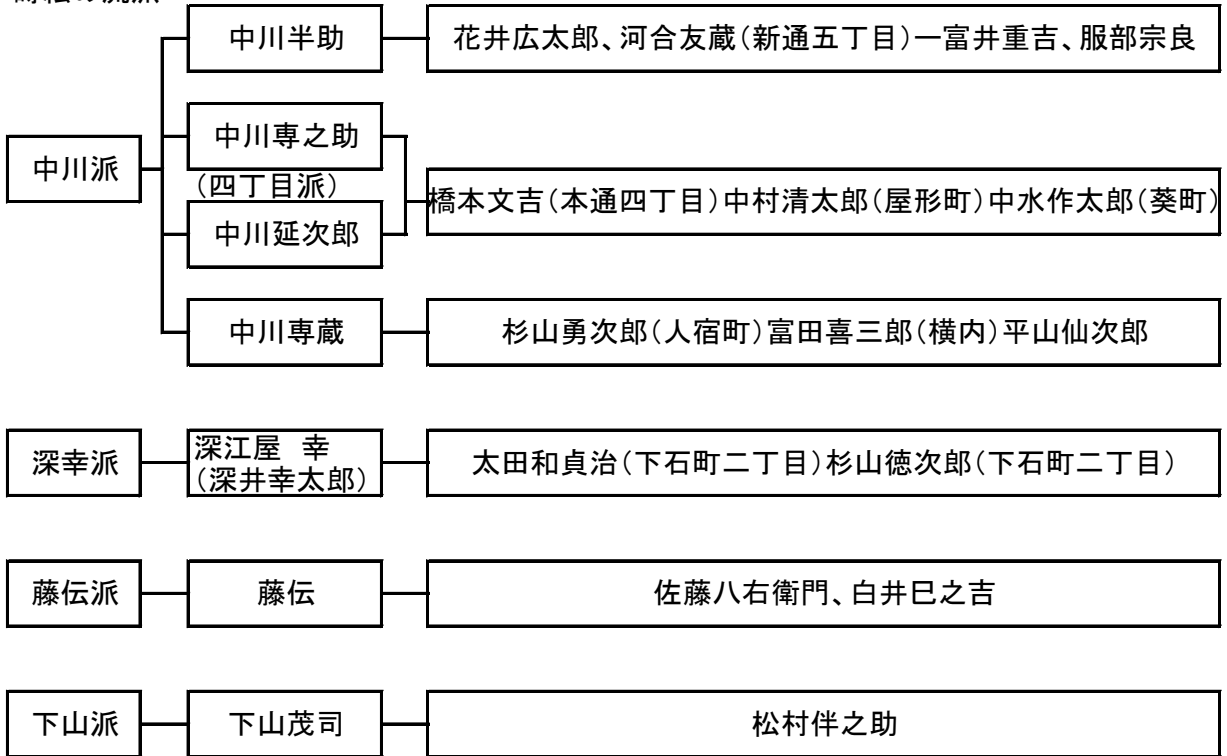 中川半助
花井広太郎、河合友蔵（新通五丁目）一富井重吉、服部宗良
中川派
中川専之助
（四丁目派）
中川延次郎
橋本文吉（本通四丁目）中村清太郎（屋形町）中水作太郎（葵町）
中川専蔵
杉山勇次郎（人宿町）富田喜三郎（横内）平山仙次郎
深幸派
深江屋　幸
（深井幸太郎）
太田和貞治（下石町二丁目）杉山徳次郎（下石町二丁目）
藤伝派
藤伝
佐藤八右衛門、白井巳之吉
下山派
下山茂司
松村伴之助